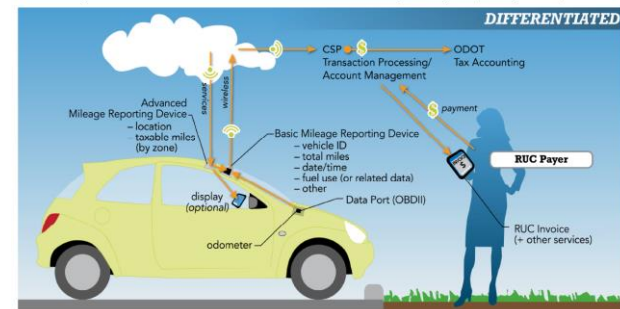 DIFFERENTIATED
CSP $ ODOT
Transaction Processing/ Tax Accounting
Account Management
services
wireless
Advanced
Mileage Reporting Device
– location
– taxable miles
(by zone)
$ payment
Basic Mileage Reporting Device
– vehicle ID
– total miles
– date/time
– fuel use (or related data)
– other
RUC Payer
$
display
(optional)
Data Port (OBDII)
odometer
RUC Invoice
(+ other services)